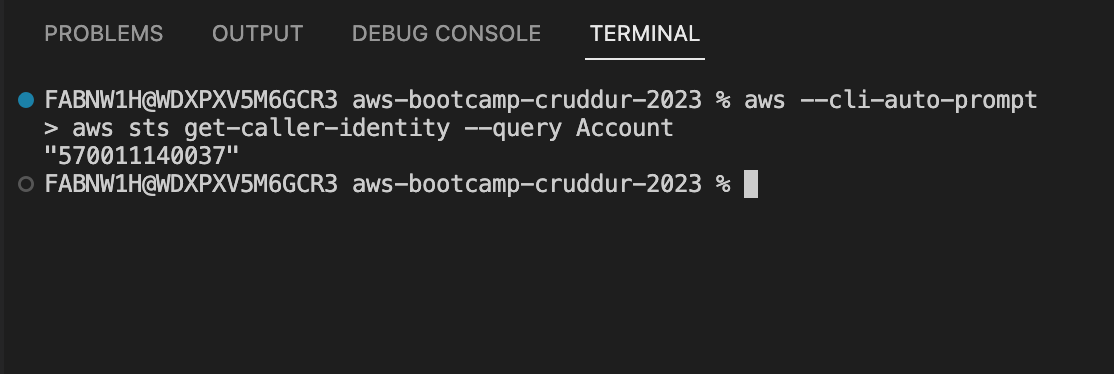 PROBLEMS OUTPUT DEBUG CONSOLE TERMINAL
FABNW1H@WDXPXV5M6GCR3 aws-bootcamp-cruddur-2023 % aws --cli-auto-prompt
> aws sts get-caller-identity --query Account
"570011140037"
FABNW1H@WDXPXV5M6GCR3 aws-bootcamp-cruddur-2023 %